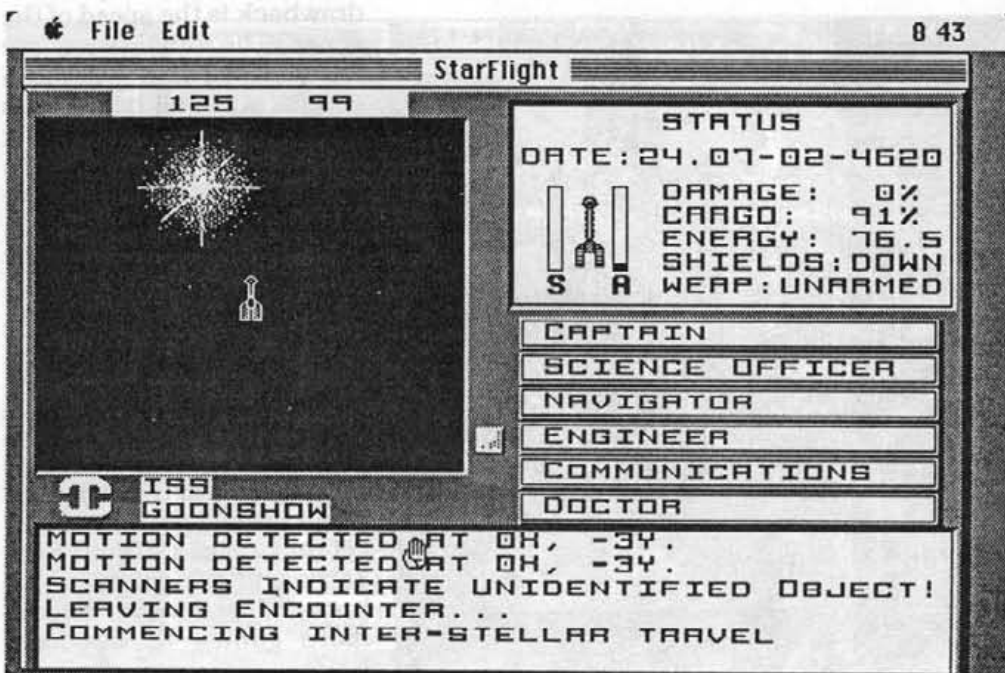 File Edit 8 43
StarFlight
125 99
STATUS
DATE:24.07-02-4620
DAMAGE: 0%
CARGO: 91%
ENERGY: 76.5
SHIELDS:DOWN
S A WEAP:UNARMED
CAPTAIN
SCIENCE OFFICER
NAVIGATOR
ENGINEER
COMMUNICATIONS
DOCTOR
ISS
GOONSHOW
MOTION DETECTED AT 0X, -3Y.
MOTION DETECTED AT 0X, -3Y.
SCANNERS INDICATE UNIDENTIFIED OBJECT!
LEAVING ENCOUNTER...
COMMENCING INTER-STELLAR TRAVEL